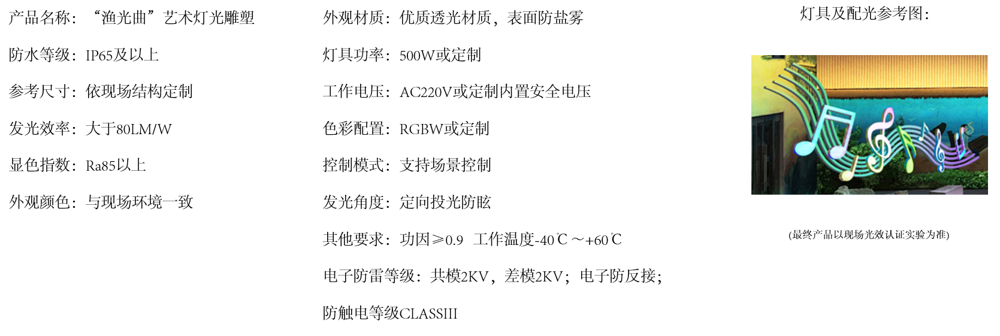 产品名称：“渔光曲”艺术灯光雕塑
防水等级：IP65及以上
参考尺寸：依现场结构定制
发光效率：大于80LM/W
显色指数：Ra85以上
外观颜色：与现场环境一致
外观材质：优质透光材质，表面防盐雾
灯具功率：500W或定制
工作电压：AC220V或定制内置安全电压
色彩配置：RGBW或定制
控制模式：支持场景控制
发光角度：定向投光防眩
其他要求：功因≥0.9 工作温度-40℃～+60℃
电子防雷等级：共模2KV，差模2KV；电子防反接；
防触电等级CLASSIII
灯具及配光参考图：
(最终产品以现场光效认证实验为准)